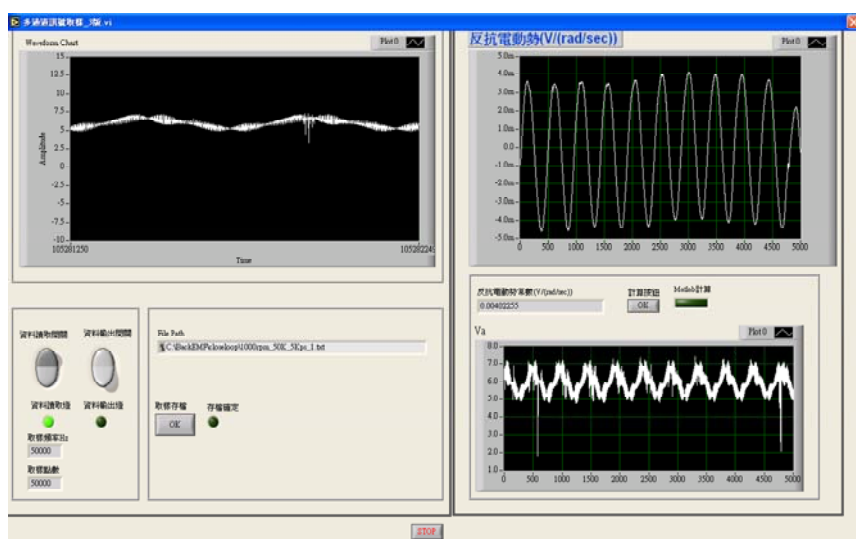 多通道訊號取樣_3版.vi
Waveform Chart
Plot 0
15
12.5
10
7.5
5
2.5
0
-2.5
-5
-7.5
-10
Amplitude
105281250
105282249
Time
反抗電動勢(V/(rad/sec))
Plot 0
5.0m
4.0m
3.0m
2.0m
1.0m
0.0
-1.0m
-2.0m
-3.0m
-4.0m
-5.0m
0 500 1000 1500 2000 2500 3000 3500 4000 4500 5000
資料讀取開關 資料輸出開關
資料讀取燈 資料輸出燈
取樣頻率Hz
50000
取樣點數
50000
File Path
C:\BackEMF\closeloop\1000rpm_50K_5Kpo_1.txt
取樣存檔 存檔確定
OK
反抗電動勢常數(V/(rad/sec)) 計算按鈕 Matlab計算
0.00402255 OK
Va
Plot 0
8.0
7.0
6.0
5.0
4.0
3.0
2.0
1.0
0 500 1000 1500 2000 2500 3000 3500 4000 4500 5000
STOP